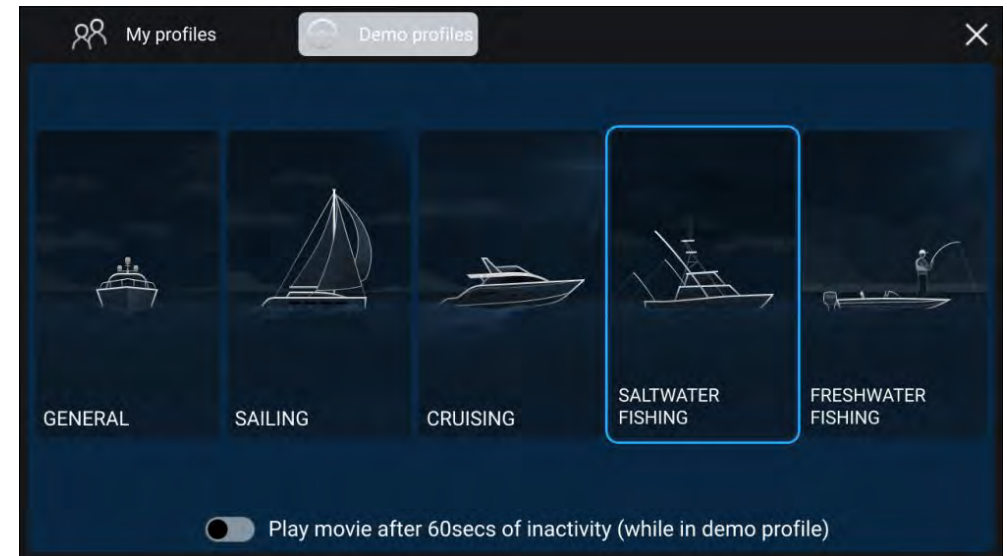 My profiles
Demo profiles
GENERAL
SAILING
CRUISING
SALTWATER
FISHING
FRESHWATER
FISHING
Play movie after 60secs of inactivity (while in demo profile)